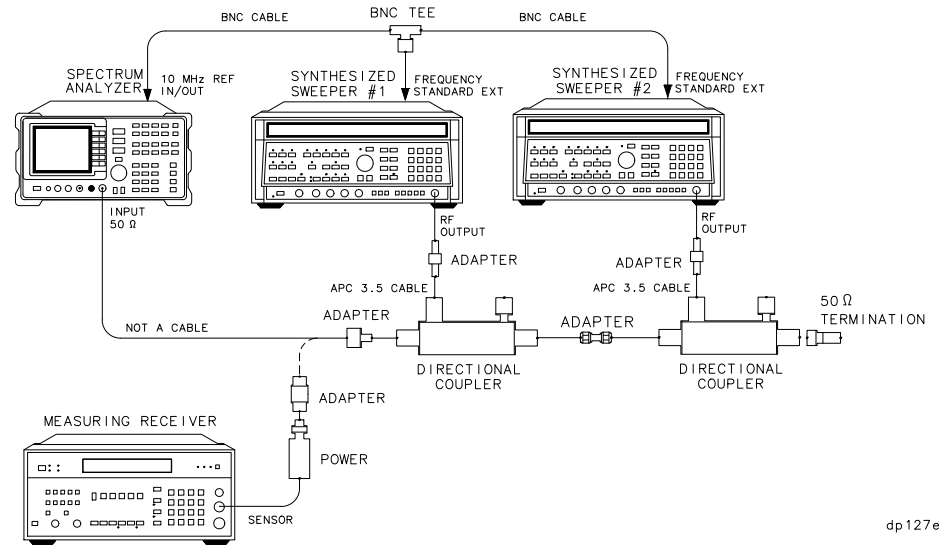 BNC TEE
BNC CABLE
BNC CABLE
SPECTRUM
ANALYZER
10 MHz REF
IN/OUT
SYNTHESIZED
SWEEPER #1
FREQUENCY
STANDARD EXT
SYNTHESIZED
SWEEPER #2
FREQUENCY
STANDARD EXT
INPUT
50 Ω
RF
OUTPUT
RF
OUTPUT
ADAPTER
ADAPTER
APC 3.5 CABLE
APC 3.5 CABLE
NOT A CABLE
ADAPTER
ADAPTER
50 Ω
TERMINATION
DIRECTIONAL
COUPLER
DIRECTIONAL
COUPLER
ADAPTER
MEASURING RECEIVER
POWER
SENSOR
dp127e